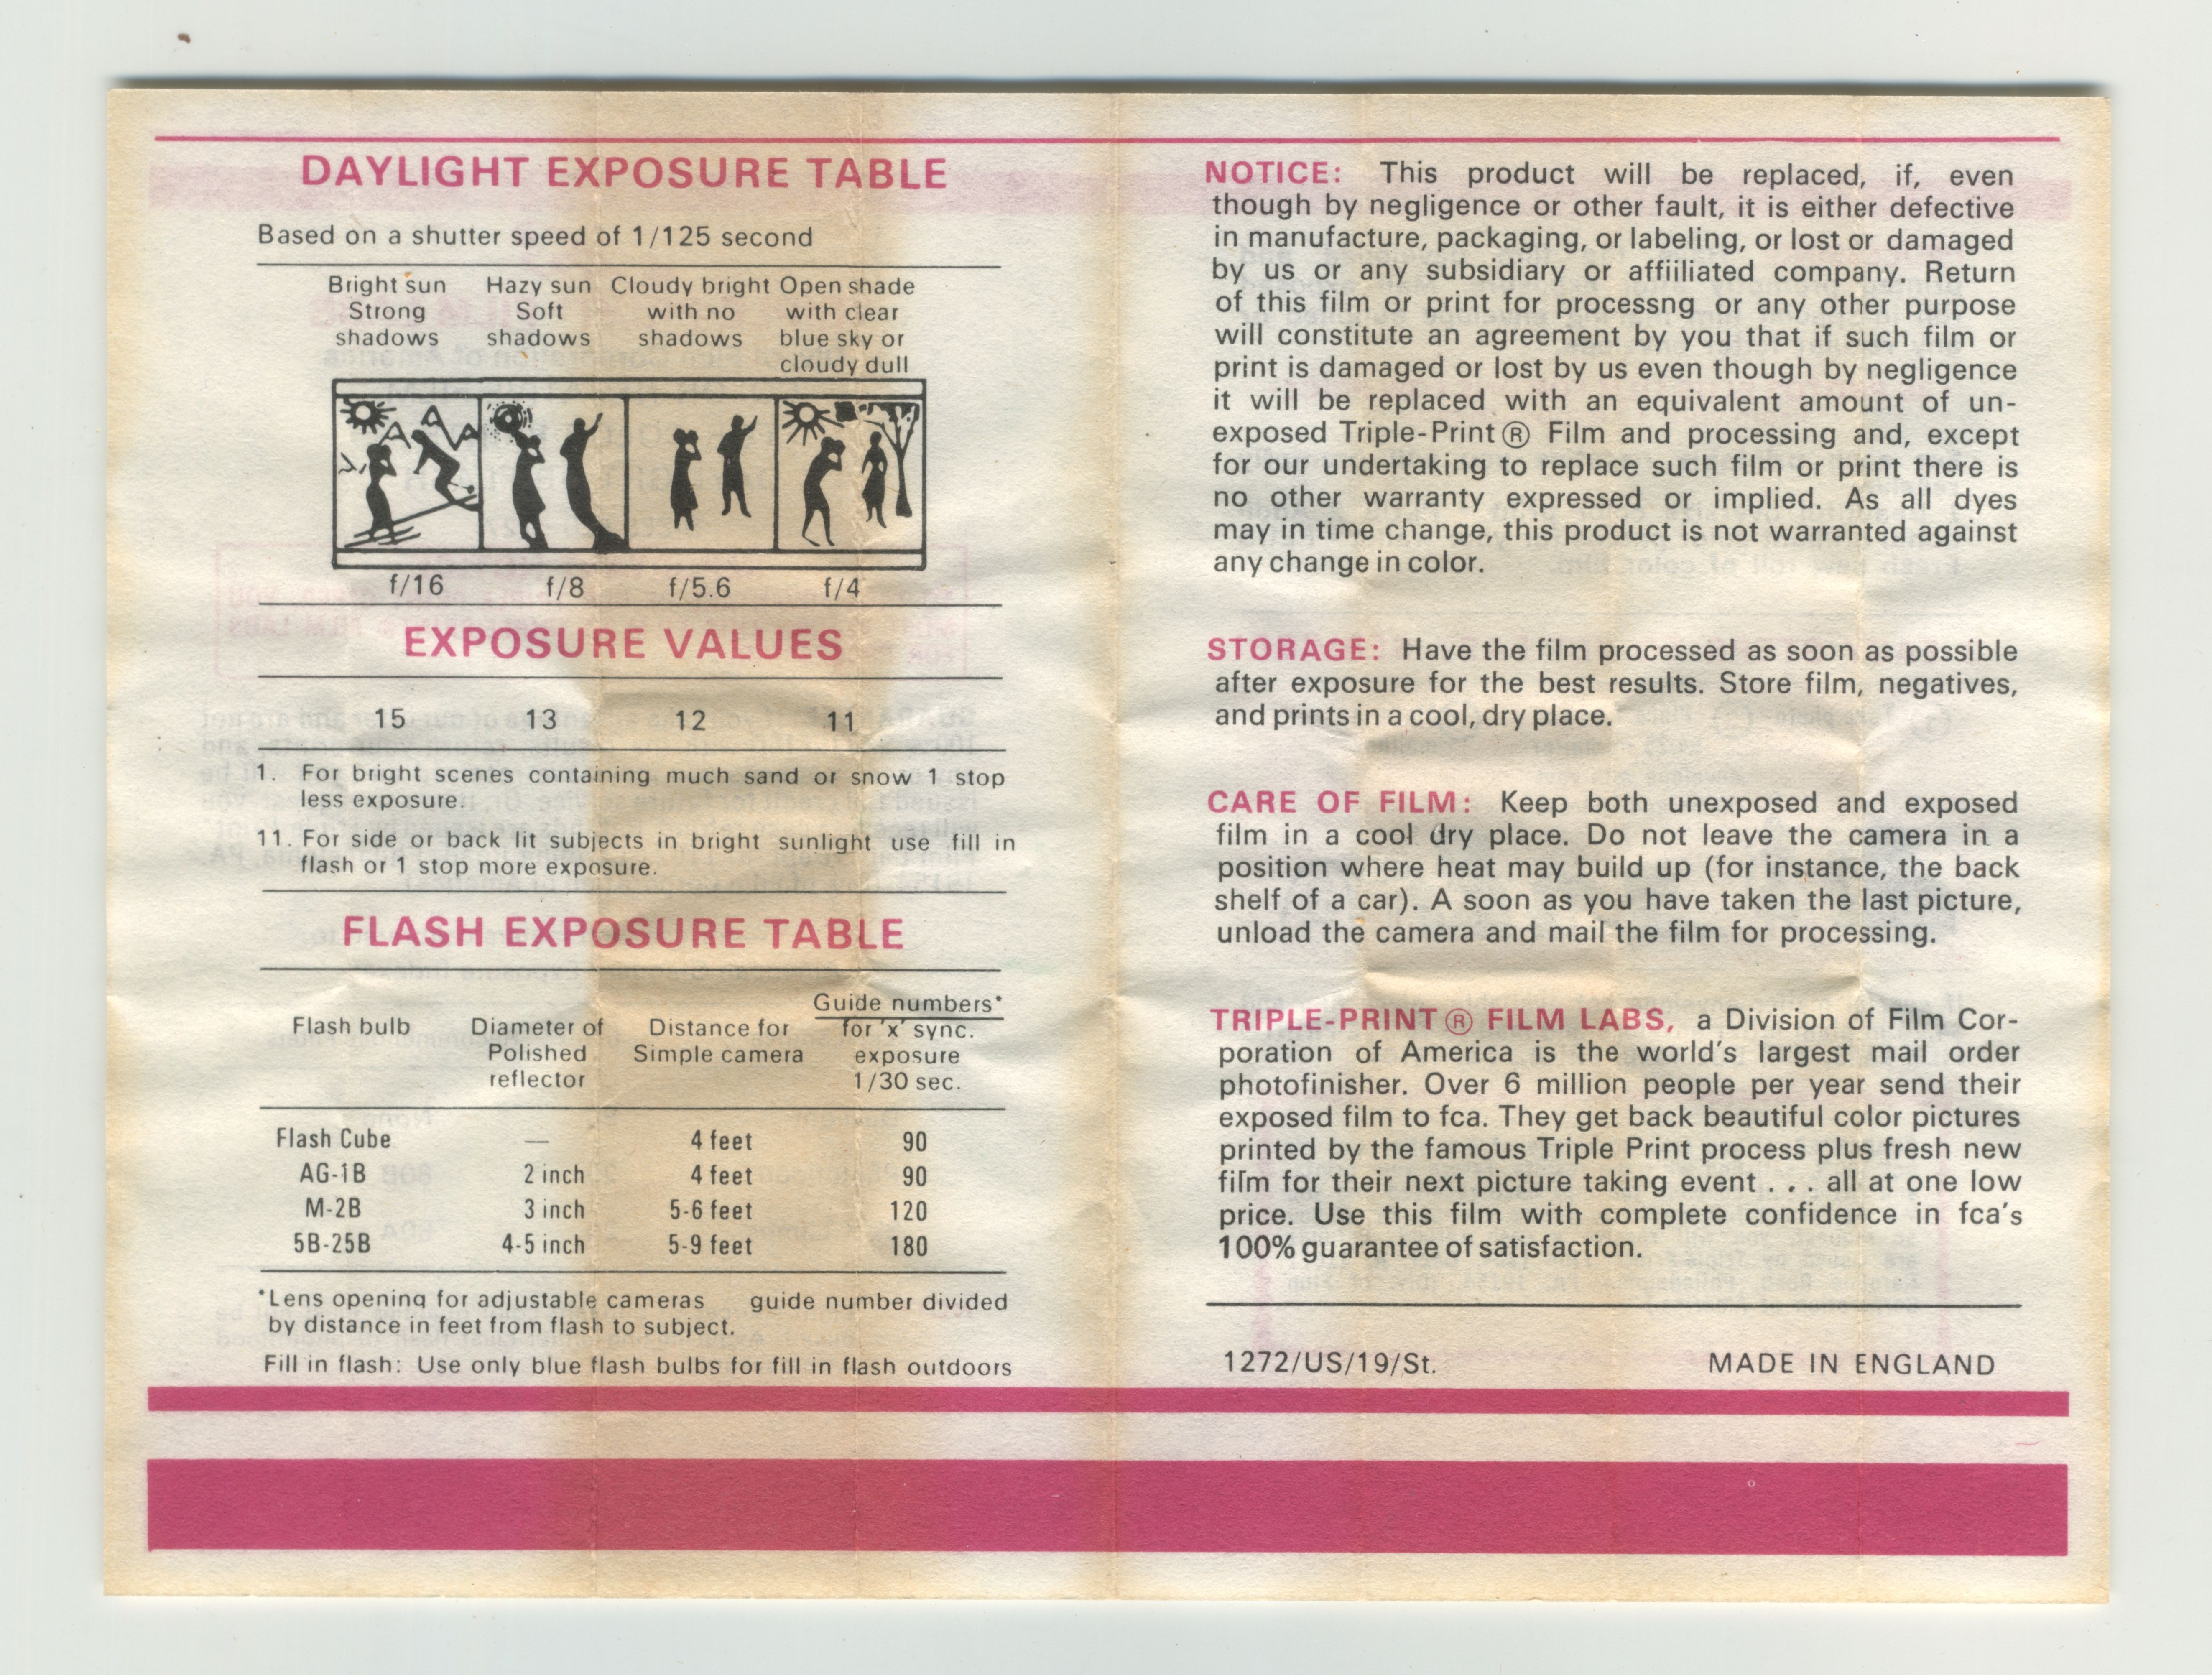 DAYLIGHT EXPOSURE TABLE
Based on a shutter speed of 1/125 second
Bright sun Hazy sun Cloudy bright Open shade
Strong Soft with no with clear
shadows shadows shadows blue sky or
cloudy dull
f/16 f/8 f/5.6 f/4
EXPOSURE VALUES
15 13 12 11
1. For bright scenes containing much sand or snow 1 stop
less exposure.
11. For side or back lit subjects in bright sunlight use fill in
flash or 1 stop more exposure.
FLASH EXPOSURE TABLE
Guide numbers*
Flash bulb Diameter of Distance for for 'x' sync.
Polished Simple camera exposure
reflector 1/30 sec.
Flash Cube — 4 feet 90
AG-1B 2 inch 4 feet 90
M-2B 3 inch 5-6 feet 120
5B-25B 4-5 inch 5-9 feet 180
*Lens opening for adjustable cameras guide number divided
by distance in feet from flash to subject.
Fill in flash: Use only blue flash bulbs for fill in flash outdoors
NOTICE: This product will be replaced, if, even
though by negligence or other fault, it is either defective
in manufacture, packaging, or labeling, or lost or damaged
by us or any subsidiary or affiiliated company. Return
of this film or print for processng or any other purpose
will constitute an agreement by you that if such film or
print is damaged or lost by us even though by negligence
it will be replaced with an equivalent amount of un-
exposed Triple-Print® Film and processing and, except
for our undertaking to replace such film or print there is
no other warranty expressed or implied. As all dyes
may in time change, this product is not warranted against
any change in color.
STORAGE: Have the film processed as soon as possible
after exposure for the best results. Store film, negatives,
and prints in a cool, dry place.
CARE OF FILM: Keep both unexposed and exposed
film in a cool dry place. Do not leave the camera in a
position where heat may build up (for instance, the back
shelf of a car). A soon as you have taken the last picture,
unload the camera and mail the film for processing.
TRIPLE-PRINT® FILM LABS, a Division of Film Cor-
poration of America is the world's largest mail order
photofinisher. Over 6 million people per year send their
exposed film to fca. They get back beautiful color pictures
printed by the famous Triple Print process plus fresh new
film for their next picture taking event . . . all at one low
price. Use this film with complete confidence in fca's
100% guarantee of satisfaction.
1272/US/19/St. MADE IN ENGLAND